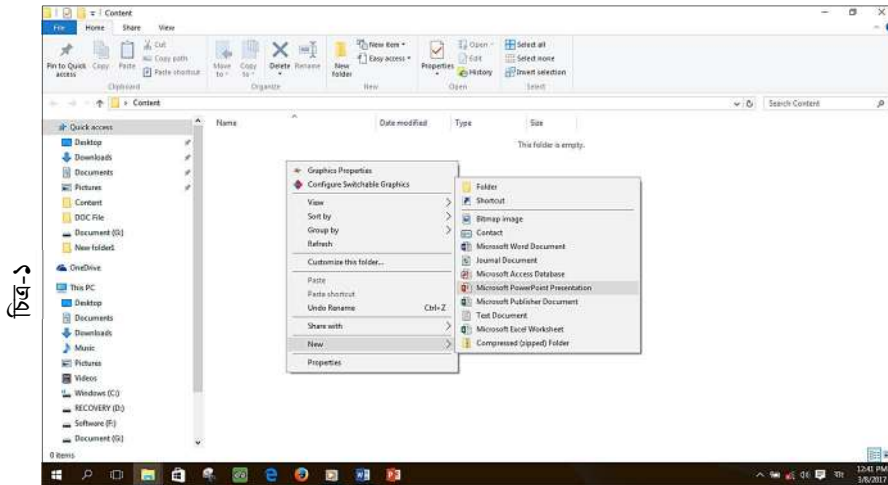 Content
File Home Share View
Pin to Quick access
Copy
Paste
Cut
Copy path
Paste shortcut
Move to
Copy to
Delete
Rename
New folder
New item
Easy access
Properties
Open
Edit
History
Select all
Select none
Invert selection
Clipboard Organize New Open Select
Content
Search Content
Name Date modified Type Size
This folder is empty.
Quick access
Desktop
Downloads
Documents
Pictures
Content
DOC File
Document (G:)
New folder1
OneDrive
This PC
Desktop
Documents
Downloads
Music
Pictures
Videos
Windows (C:)
RECOVERY (D:)
Software (F:)
Document (G:)
0 items
Graphics Properties
Configure Switchable Graphics
View
Sort by
Group by
Refresh
Customize this folder...
Paste
Paste shortcut
Undo Rename Ctrl+Z
Share with
New
Properties
Folder
Shortcut
Bitmap image
Contact
Microsoft Word Document
Journal Document
Microsoft Access Database
Microsoft PowerPoint Presentation
Microsoft Publisher Document
Text Document
Microsoft Excel Worksheet
Compressed (zipped) Folder
12:41 PM
3/8/2017
চিত্র-১